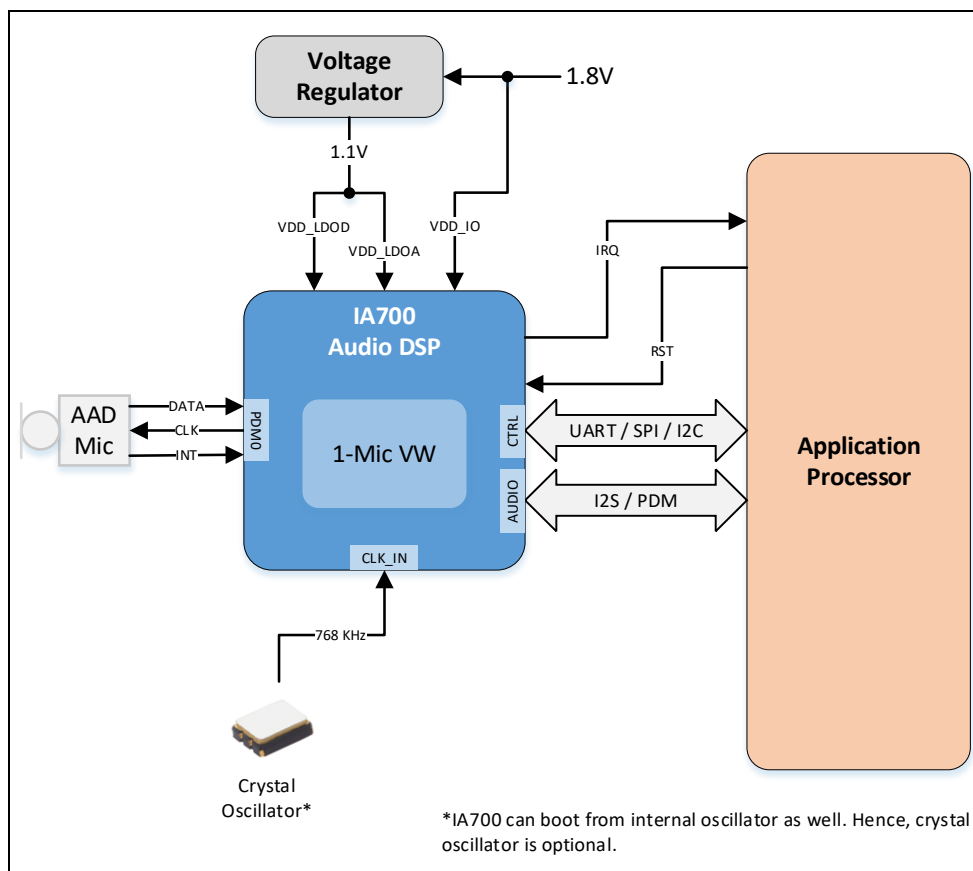 Voltage
Regulator
1.8V
1.1V
VDD_LDOD
VDD_LDOA
VDD_IO
IRQ
RST
IA700
Audio DSP
AAD
Mic
DATA
CLK
INT
PDM0
1-Mic VW
CTRL
UART / SPI / I2C
AUDIO
I2S / PDM
Application
Processor
CLK_IN
768 KHz
Crystal
Oscillator*
*IA700 can boot from internal oscillator as well. Hence, crystal
oscillator is optional.